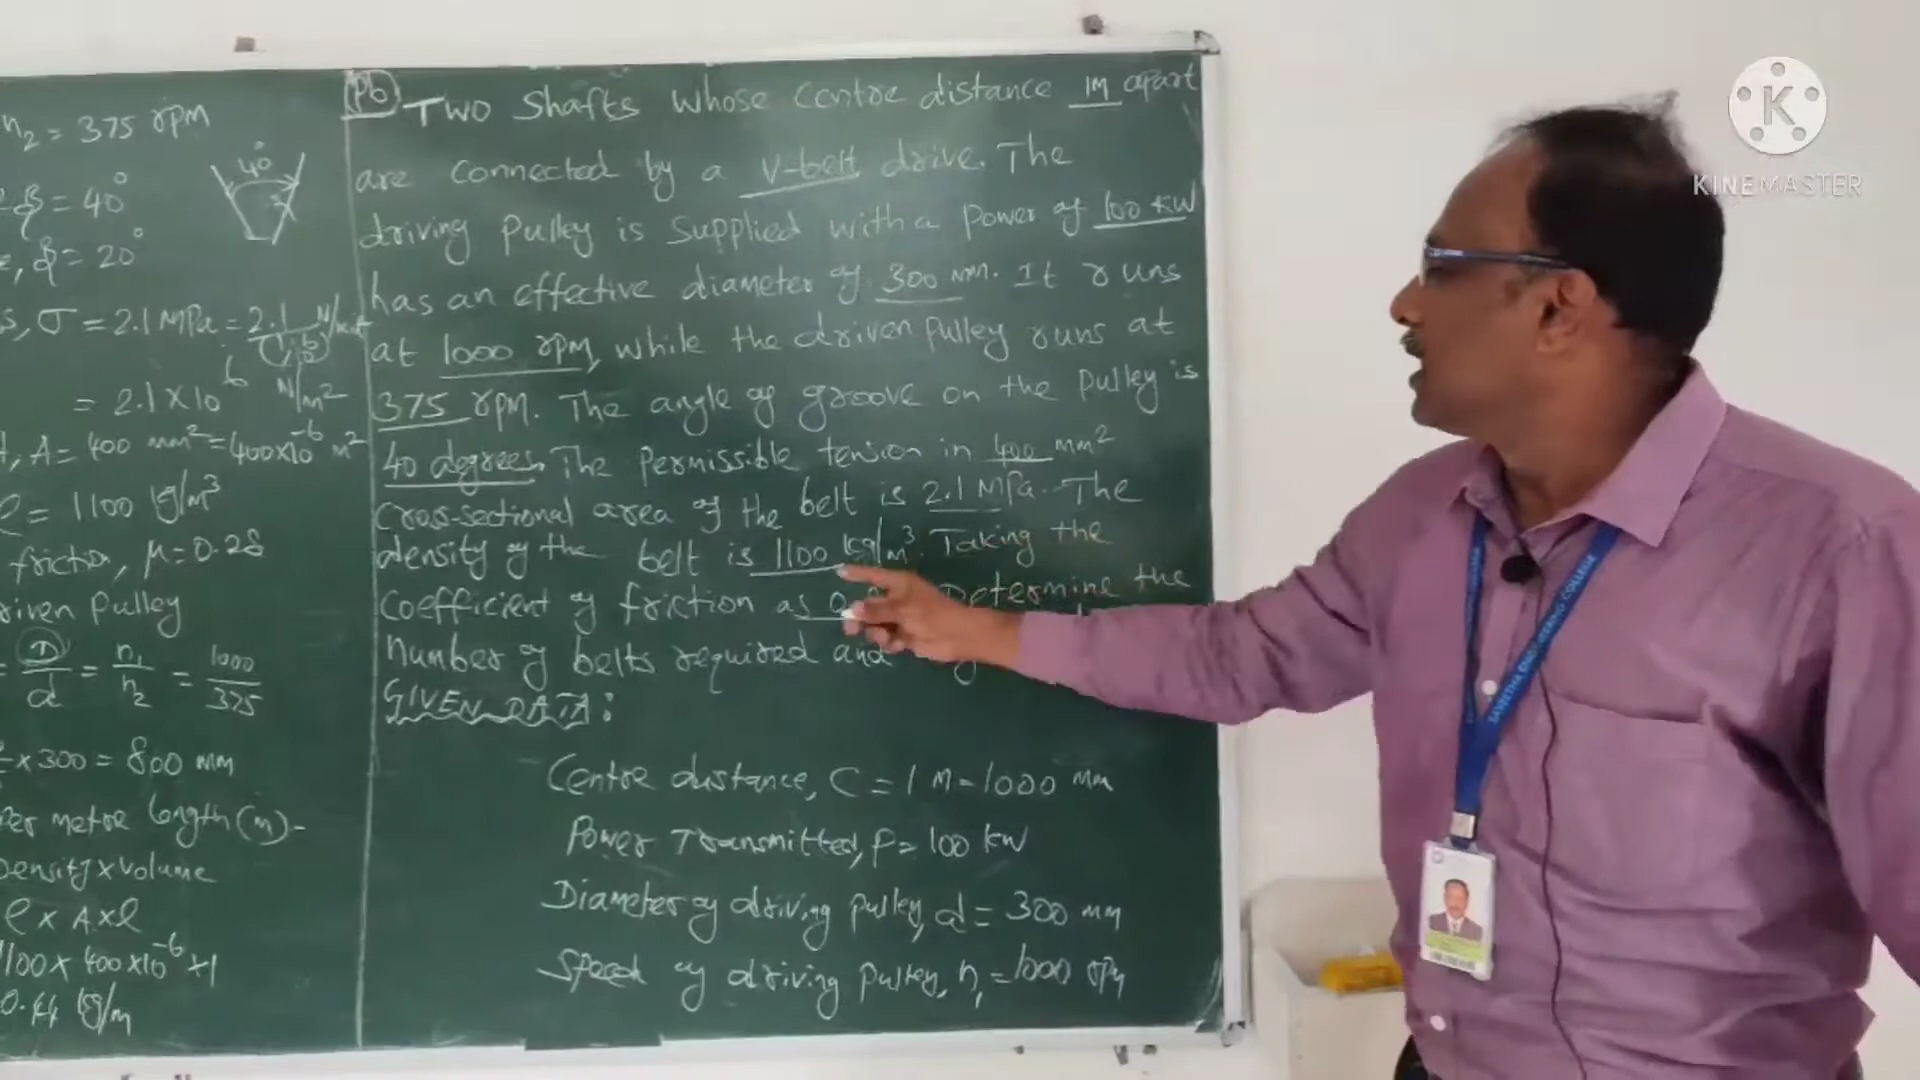 n₂ = 375 rpm
40°
β = 40°
β = 20°
σ = 2.1 MPa = 2.1 N/
= 2.1 x 10⁶ N/m²
A = 400 mm² = 400x10⁻⁶ m²
= 1100 kg/m³
friction, μ = 0.28
Pulley
D/d = n₁/n₂ = 1000/375
x 300 = 800 mm
Per metre length (m) -
Density x Volume
x A x l
1100 x 400x10⁻⁶ x 1
0.44 kg/m
Pb Two shafts whose centre distance 1m apart
are connected by a V-belt drive. The
driving pulley is supplied with a power of 100 KW
has an effective diameter of 300 mm. It runs
at 1000 rpm, while the driven pulley runs at
375 rpm. The angle of groove on the pulley is
40 degrees. The permissible tension in 400 mm²
cross-sectional area of the belt is 2.1 MPa. The
density of the belt is 1100 kg/m³. Taking the
coefficient of friction as Determine the
number of belts required and
GIVEN DATA:
Centre distance, C = 1 m = 1000 mm
Power Transmitted, P = 100 kW
Diameter of driving pulley, d = 300 mm
Speed of driving pulley, n₁ = 1000 rpm
K
KINEMASTER
SAVEETHA ENGINEERING COLLEGE